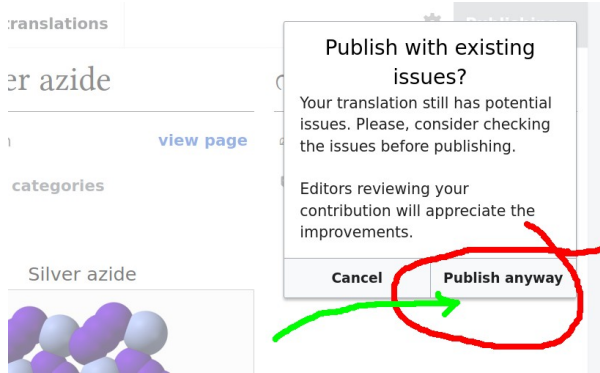 translations
Publishing
Publish with existing
issues?
er azide
Your translation still has potential
issues. Please, consider checking
the issues before publishing.
view page
categories
Editors reviewing your
contribution will appreciate the
improvements.
Silver azide
Cancel
Publish anyway